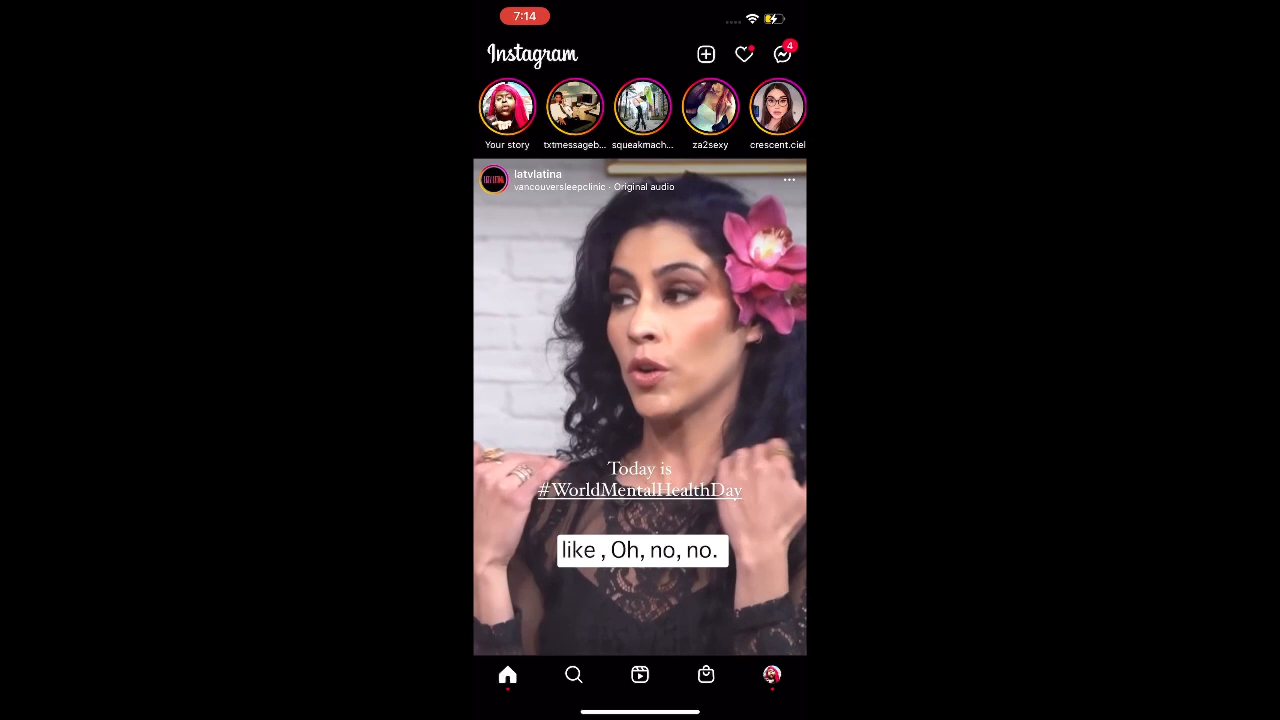 7:14
Instagram
4
Your story
txtmessageb...
squeakmach...
za2sexy
crescent.ciel
latvlatina
vancouversleepclinic · Original audio
Today is
#WorldMentalHealthDay
like , Oh, no, no.